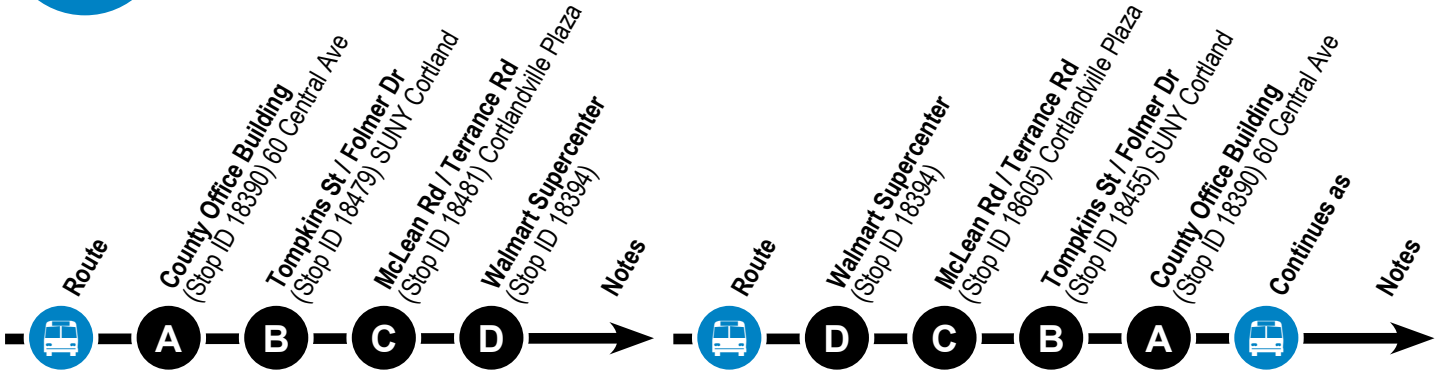 Route
County Office Building
(Stop ID 18390) 60 Central Ave
Tompkins St / Folmer Dr
(Stop ID 18479) SUNY Cortland
McLean Rd / Terrance Rd
(Stop ID 18481) Cortlandville Plaza
Walmart Supercenter
(Stop ID 18394)
Notes
A
B
C
D
Route
Walmart Supercenter
(Stop ID 18394)
McLean Rd / Terrance Rd
(Stop ID 18605) Cortlandville Plaza
Tompkins St / Folmer Dr
(Stop ID 18455) SUNY Cortland
County Office Building
(Stop ID 18390) 60 Central Ave
Continues as
Notes
D
C
B
A